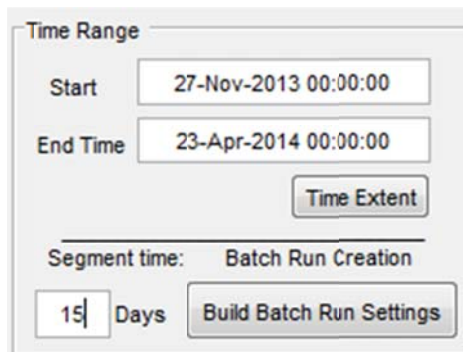 Time Range
Start 27-Nov-2013 00:00:00
End Time 23-Apr-2014 00:00:00
Time Extent
Segment time: Batch Run Creation
15 Days Build Batch Run Settings